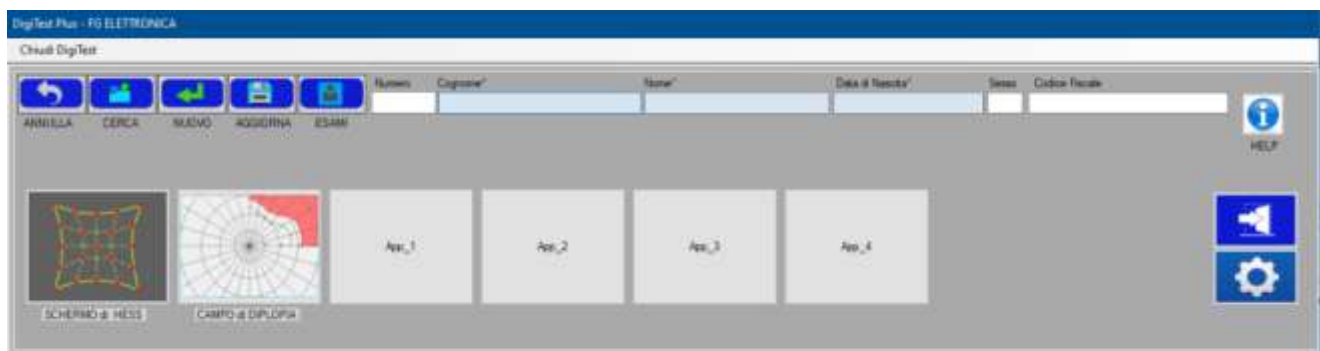 DigiTest Plus - FG ELETTRONICA
Chiudi DigiTest
Numero Cognome* Nome* Data di Nascita* Sesso Codice Fiscale
ANNULLA CERCA NUOVO AGGIORNA ESAMI
HELP
App_1 App_2 App_3 App_4
SCHERMO di HESS CAMPO di DIPLOPIA